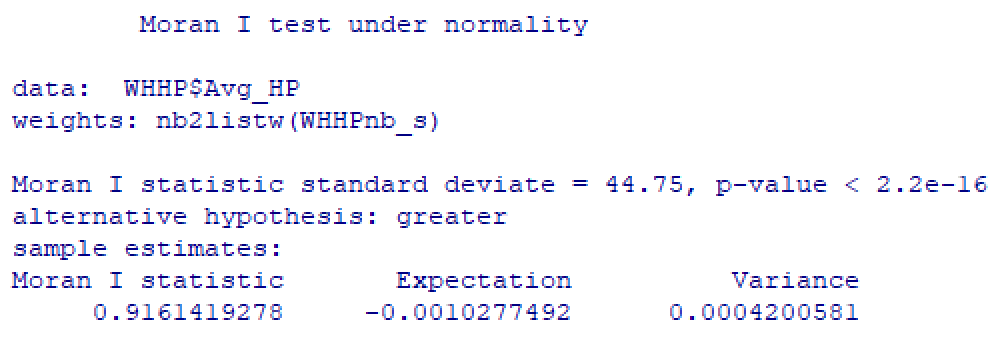 Moran I test under normality
data: WHHP$Avg_HP
weights: nb2listw(WHHPnb_s)
Moran I statistic standard deviate = 44.75, p-value < 2.2e-16
alternative hypothesis: greater
sample estimates:
Moran I statistic Expectation Variance
0.9161419278 -0.0010277492 0.0004200581